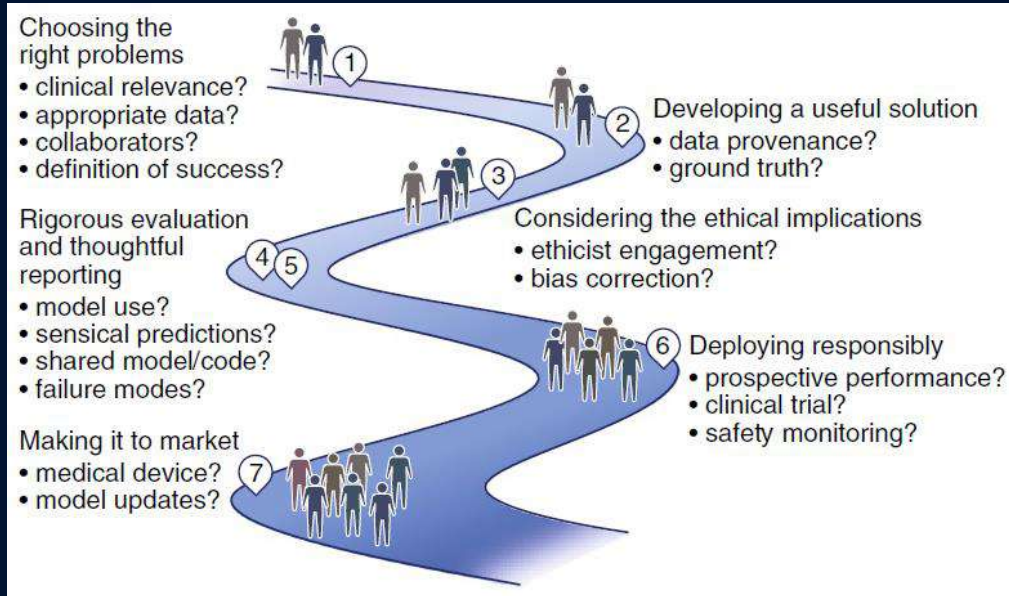 Choosing the
right problems
• clinical relevance?
• appropriate data?
• collaborators?
• definition of success?
1
2
Developing a useful solution
• data provenance?
• ground truth?
3
Considering the ethical implications
• ethicist engagement?
• bias correction?
Rigorous evaluation
and thoughtful
reporting
• model use?
• sensical predictions?
• shared model/code?
• failure modes?
4
5
6
Deploying responsibly
• prospective performance?
• clinical trial?
• safety monitoring?
Making it to market
• medical device?
• model updates?
7